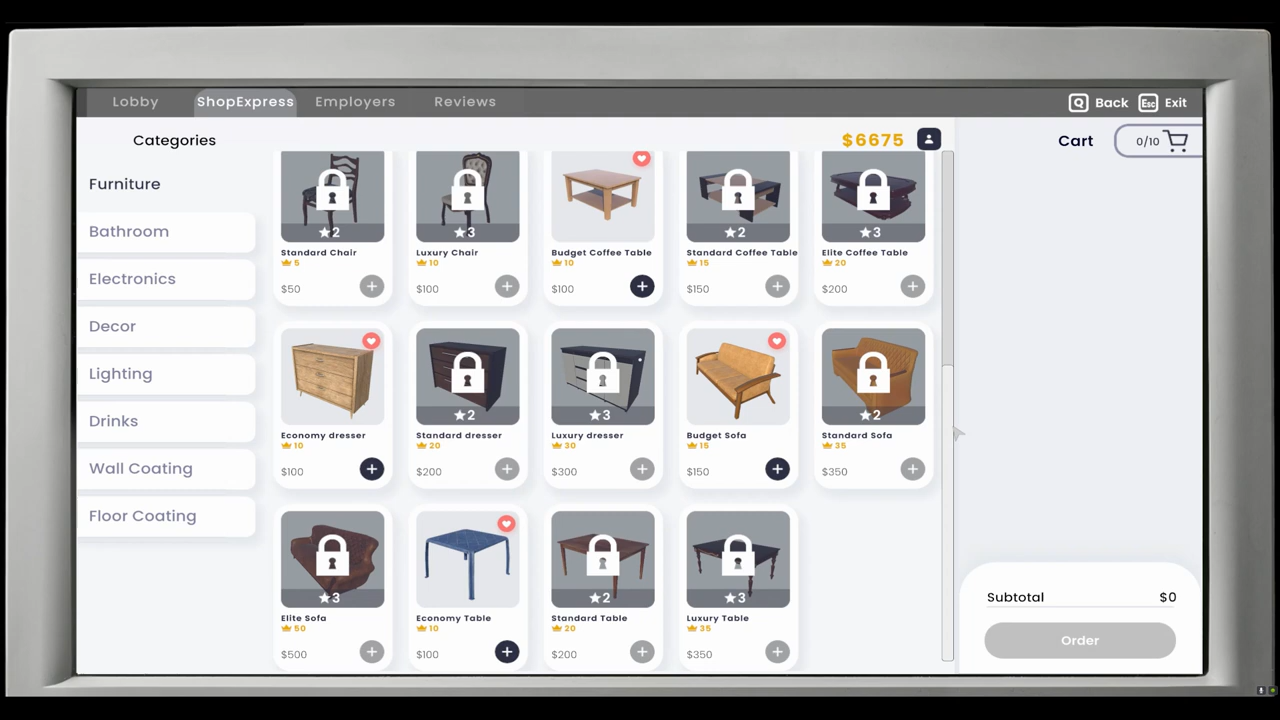 Lobby ShopExpress Employers Reviews Q Back Esc Exit
Categories $6675 Cart 0/10
Furniture
Bathroom
Electronics
Decor
Lighting
Drinks
Wall Coating
Floor Coating
★2 ★3 ★2 ★3
Standard Chair Luxury Chair Budget Coffee Table Standard Coffee Table Elite Coffee Table
5 10 10 15 20
$50 $100 $100 $150 $200
★2 ★3 ★2
Economy dresser Standard dresser Luxury dresser Budget Sofa Standard Sofa
10 20 30 15 35
$100 $200 $300 $150 $350
★3 ★2 ★3
Elite Sofa Economy Table Standard Table Luxury Table
50 10 20 35
$500 $100 $200 $350
Subtotal $0
Order